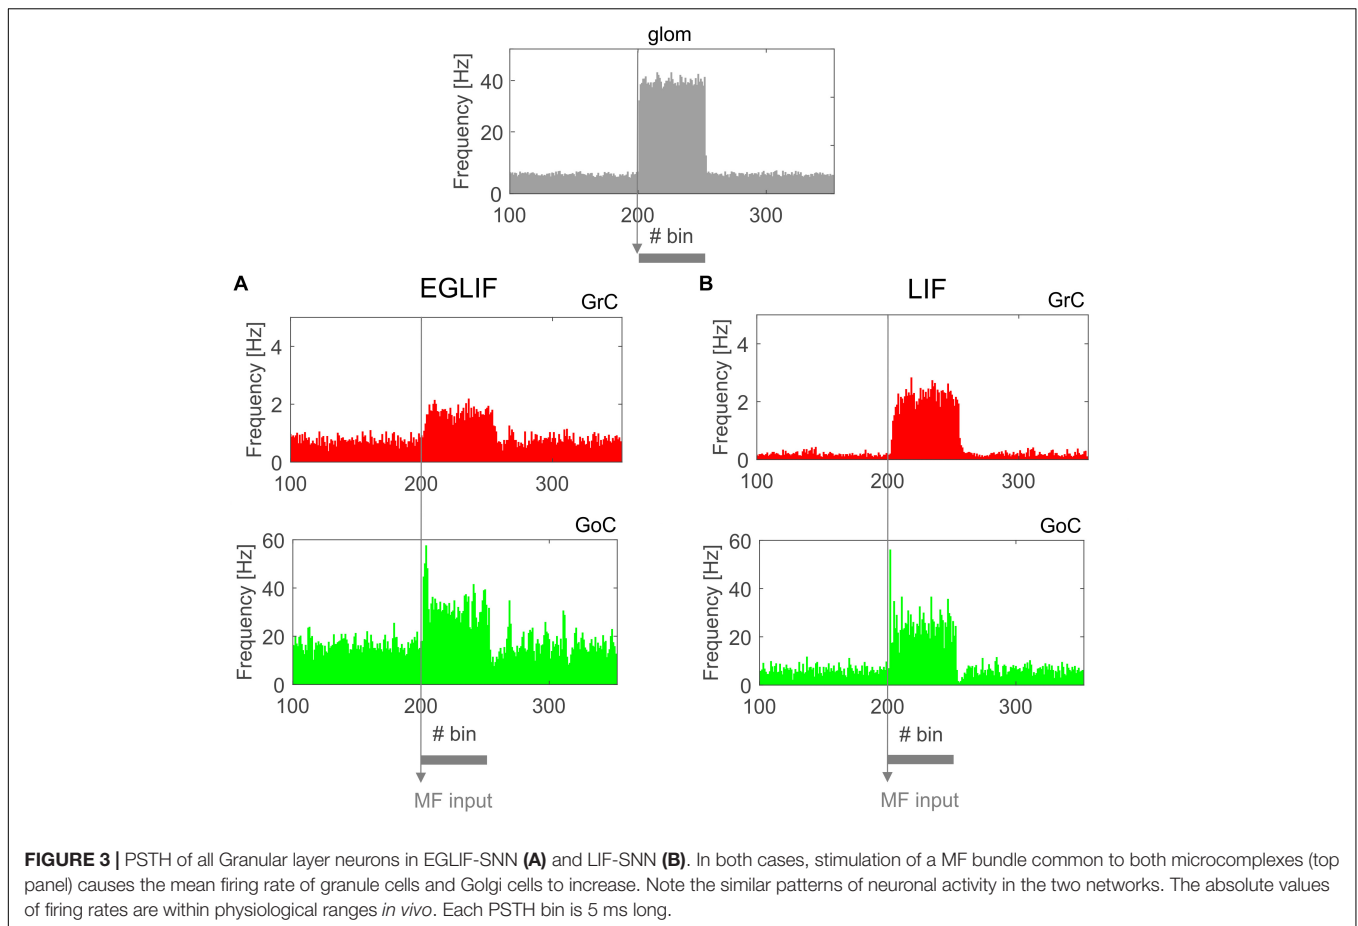 glom
Frequency [Hz]
40
20
0
100 200 300
# bin
A
EGLIF
GrC
Frequency [Hz]
4
2
0
100 200 300
GoC
Frequency [Hz]
60
40
20
0
100 200 300
# bin
MF input
B
LIF
GrC
Frequency [Hz]
4
2
0
100 200 300
GoC
Frequency [Hz]
60
40
20
0
100 200 300
# bin
MF input
FIGURE 3 | PSTH of all Granular layer neurons in EGLIF-SNN (A) and LIF-SNN (B). In both cases, stimulation of a MF bundle common to both microcomplexes (top
panel) causes the mean firing rate of granule cells and Golgi cells to increase. Note the similar patterns of neuronal activity in the two networks. The absolute values
of firing rates are within physiological ranges in vivo. Each PSTH bin is 5 ms long.